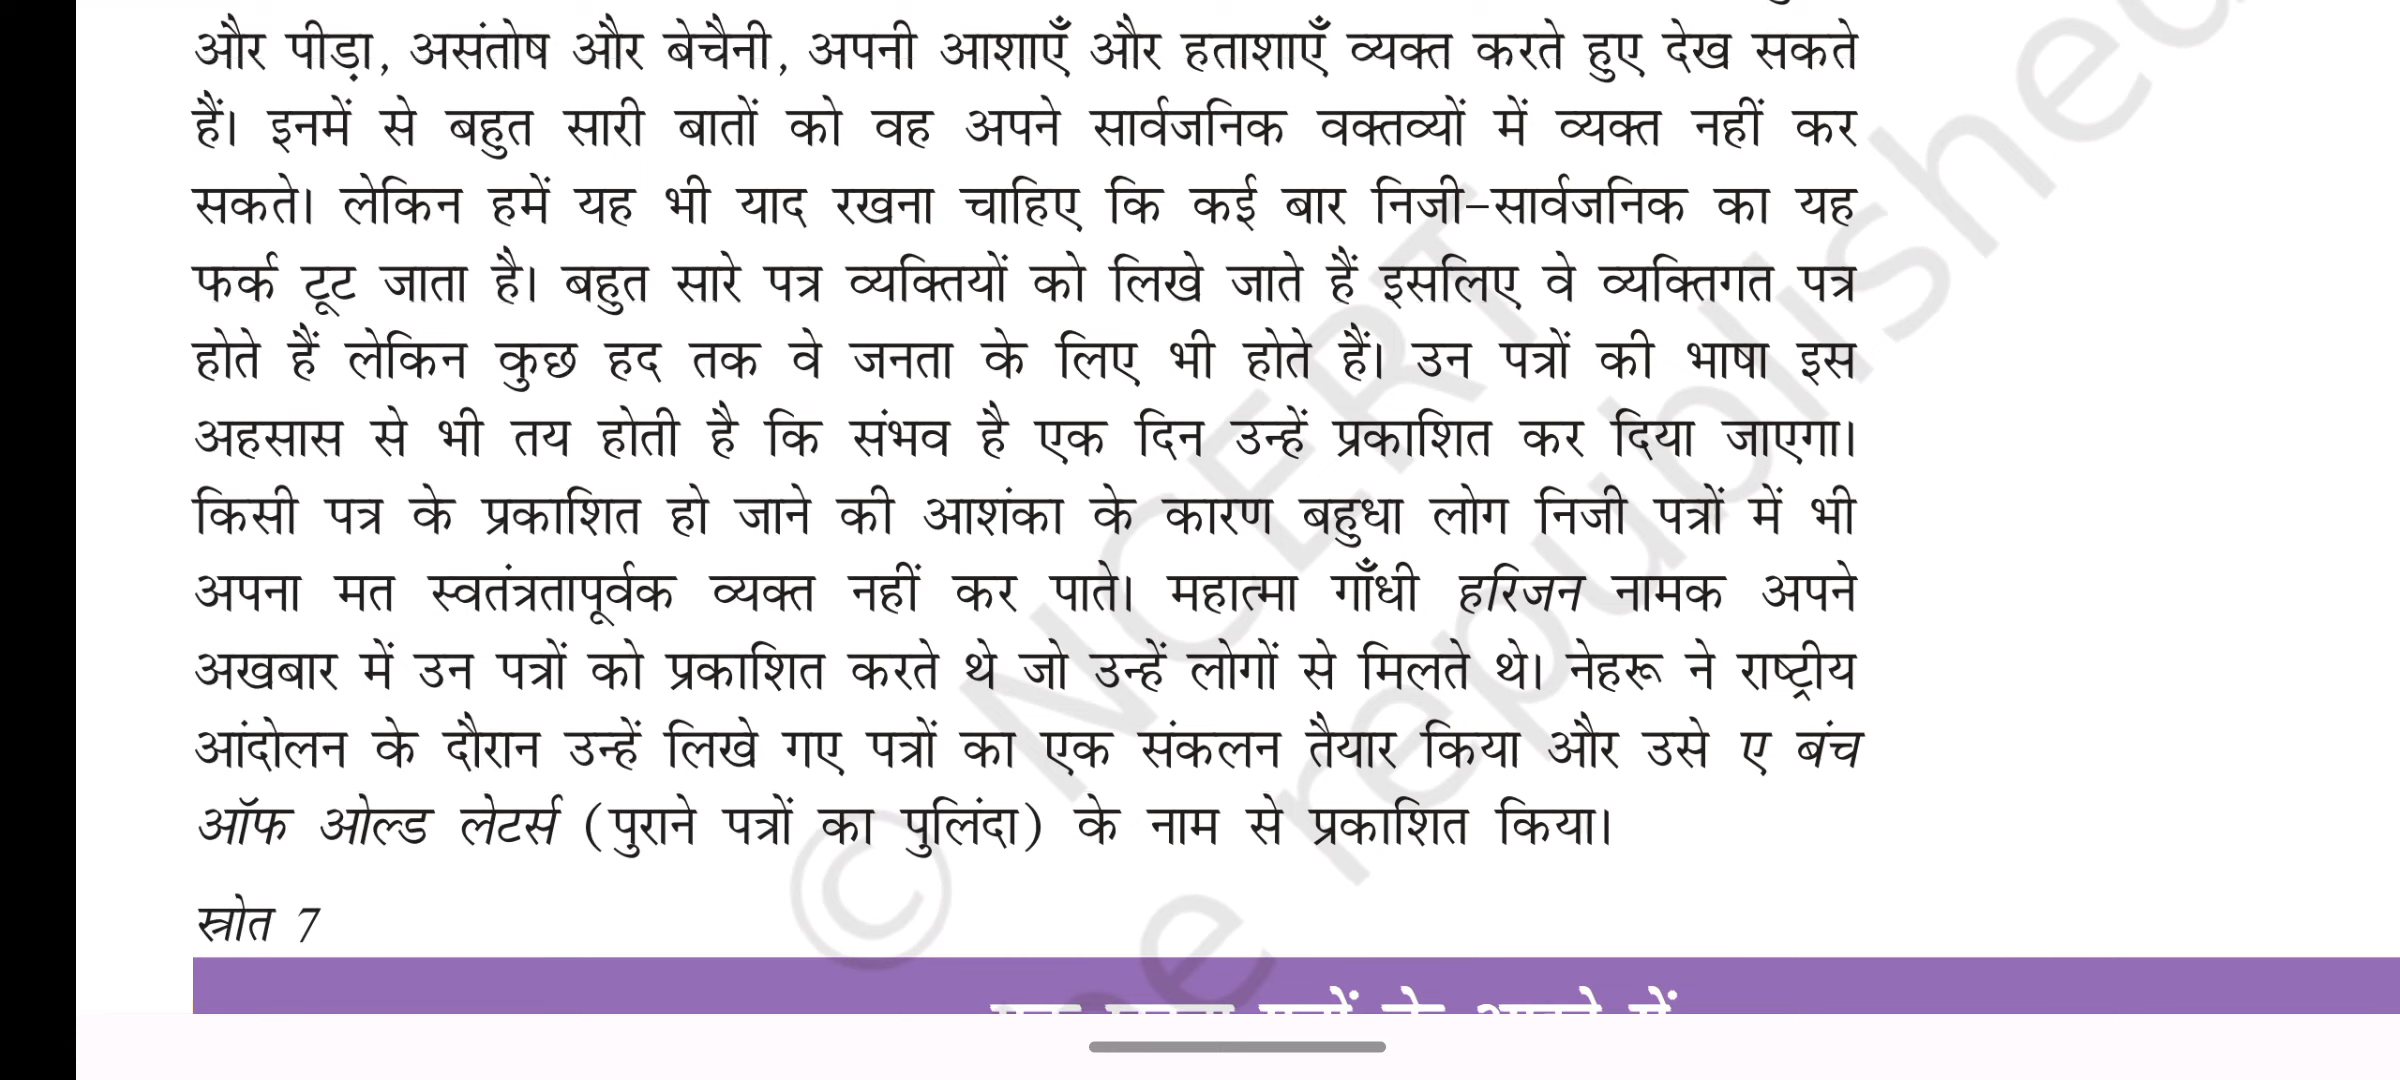 और पीड़ा, असंतोष और बेचैनी, अपनी आशाएँ और हताशाएँ व्यक्त करते हुए देख सकते
हैं। इनमें से बहुत सारी बातों को वह अपने सार्वजनिक वक्तव्यों में व्यक्त नहीं कर
सकते। लेकिन हमें यह भी याद रखना चाहिए कि कई बार निजी-सार्वजनिक का यह
फर्क टूट जाता है। बहुत सारे पत्र व्यक्तियों को लिखे जाते हैं इसलिए वे व्यक्तिगत पत्र
होते हैं लेकिन कुछ हद तक वे जनता के लिए भी होते हैं। उन पत्रों की भाषा इस
अहसास से भी तय होती है कि संभव है एक दिन उन्हें प्रकाशित कर दिया जाएगा।
किसी पत्र के प्रकाशित हो जाने की आशंका के कारण बहुधा लोग निजी पत्रों में भी
अपना मत स्वतंत्रतापूर्वक व्यक्त नहीं कर पाते। महात्मा गाँधी हरिजन नामक अपने
अखबार में उन पत्रों को प्रकाशित करते थे जो उन्हें लोगों से मिलते थे। नेहरू ने राष्ट्रीय
आंदोलन के दौरान उन्हें लिखे गए पत्रों का एक संकलन तैयार किया और उसे ए बंच
ऑफ ओल्ड लेटर्स (पुराने पत्रों का पुलिंदा) के नाम से प्रकाशित किया।
स्रोत 7
© NCERT
republished